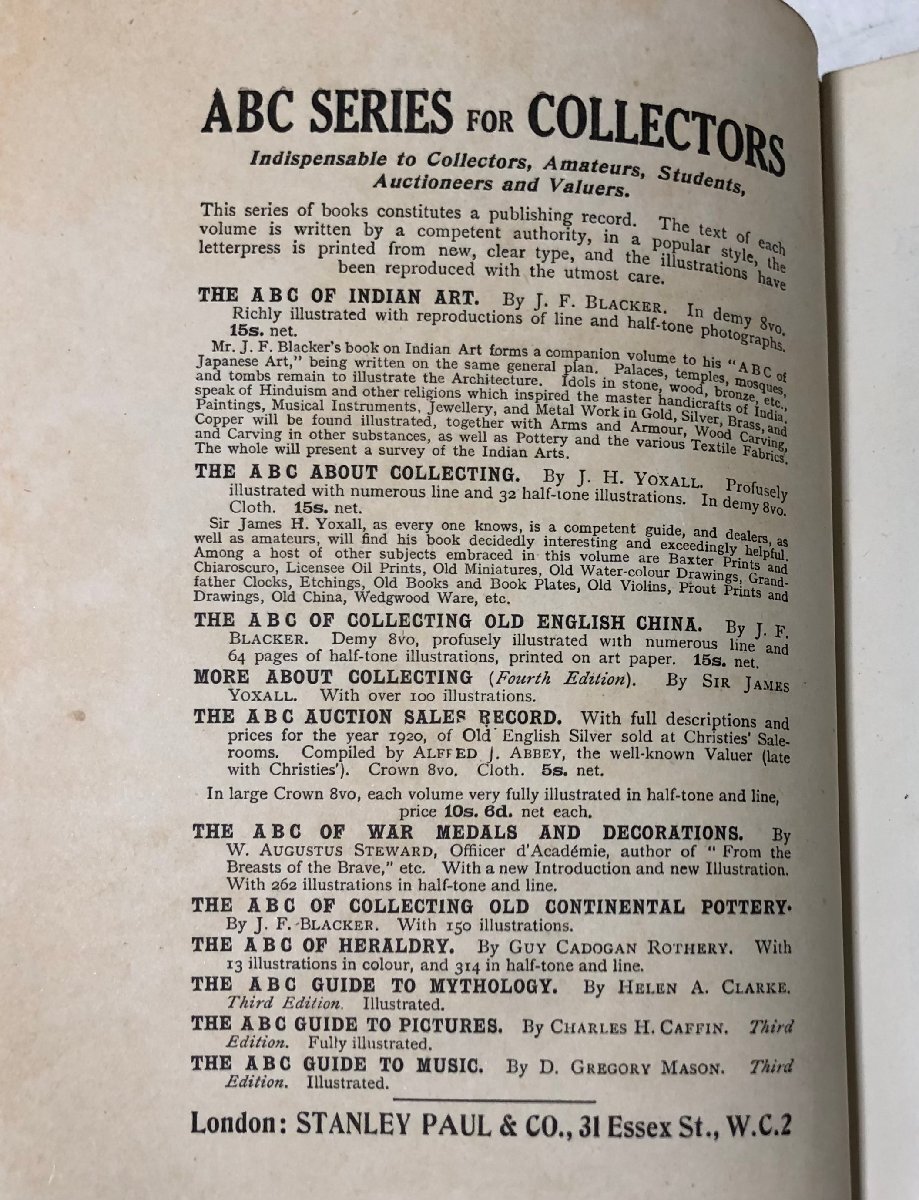 ABC SERIES FOR COLLECTORS
Indispensable to Collectors, Amateurs, Students,
Auctioneers and Valuers.
This series of books constitutes a publishing record. The text of each
volume is written by a competent authority, in a popular style, the
letterpress is printed from new, clear type, and the illustrations have
been reproduced with the utmost care.
THE A B C OF INDIAN ART. By J. F. BLACKER. In demy 8vo.
Richly illustrated with reproductions of line and half-tone photographs.
15s. net.
Mr. J. F. Blacker's book on Indian Art forms a companion volume to his "A B C of
Japanese Art," being written on the same general plan. Palaces, temples, mosques,
and tombs remain to illustrate the Architecture. Idols in stone, wood, bronze, etc.,
speak of Hinduism and other religions which inspired the master handicrafts of India.
Paintings, Musical Instruments, Jewellery, and Metal Work in Gold, Silver, Brass, and
Copper will be found illustrated, together with Arms and Armour, Wood Carving,
and Carving in other substances, as well as Pottery and the various Textile Fabrics.
The whole will present a survey of the Indian Arts.
THE A B C ABOUT COLLECTING. By J. H. YOXALL. Profusely
illustrated with numerous line and 32 half-tone illustrations. In demy 8vo.
Cloth. 15s. net.
Sir James H. Yoxall, as every one knows, is a competent guide, and dealers, as
well as amateurs, will find his book decidedly interesting and exceedingly helpful.
Among a host of other subjects embraced in this volume are Baxter Prints and
Chiaroscuro, Licensee Oil Prints, Old Miniatures, Old Water-colour Drawings, Grand-
father Clocks, Etchings, Old Books and Book Plates, Old Violins, Prout Prints and
Drawings, Old China, Wedgwood Ware, etc.
THE A B C OF COLLECTING OLD ENGLISH CHINA. By J. F.
BLACKER. Demy 8vo, profusely illustrated with numerous line and
64 pages of half-tone illustrations, printed on art paper. 15s. net.
MORE ABOUT COLLECTING (Fourth Edition). By SIR JAMES
YOXALL. With over 100 illustrations.
THE A B C AUCTION SALES RECORD. With full descriptions and
prices for the year 1920, of Old English Silver sold at Christies' Sale-
rooms. Compiled by ALFRED J. ABBEY, the well-known Valuer (late
with Christies'). Crown 8vo. Cloth. 5s. net.
In large Crown 8vo, each volume very fully illustrated in half-tone and line,
price 10s. 6d. net each.
THE A B C OF WAR MEDALS AND DECORATIONS. By
W. AUGUSTUS STEWARD, Offiicer d'Académie, author of "From the
Breasts of the Brave," etc. With a new Introduction and new Illustration.
With 262 illustrations in half-tone and line.
THE A B C OF COLLECTING OLD CONTINENTAL POTTERY.
By J. F. BLACKER. With 150 illustrations.
THE A B C OF HERALDRY. By GUY CADOGAN ROTHERY. With
13 illustrations in colour, and 314 in half-tone and line.
THE A B C GUIDE TO MYTHOLOGY. By HELEN A. CLARKE.
Third Edition. Illustrated.
THE ABC GUIDE TO PICTURES. By CHARLES H. CAFFIN. Third
Edition. Fully illustrated.
THE ABC GUIDE TO MUSIC. By D. GREGORY MASON. Third
Edition. Illustrated.
London: STANLEY PAUL & CO., 31 Essex St., W.C.2